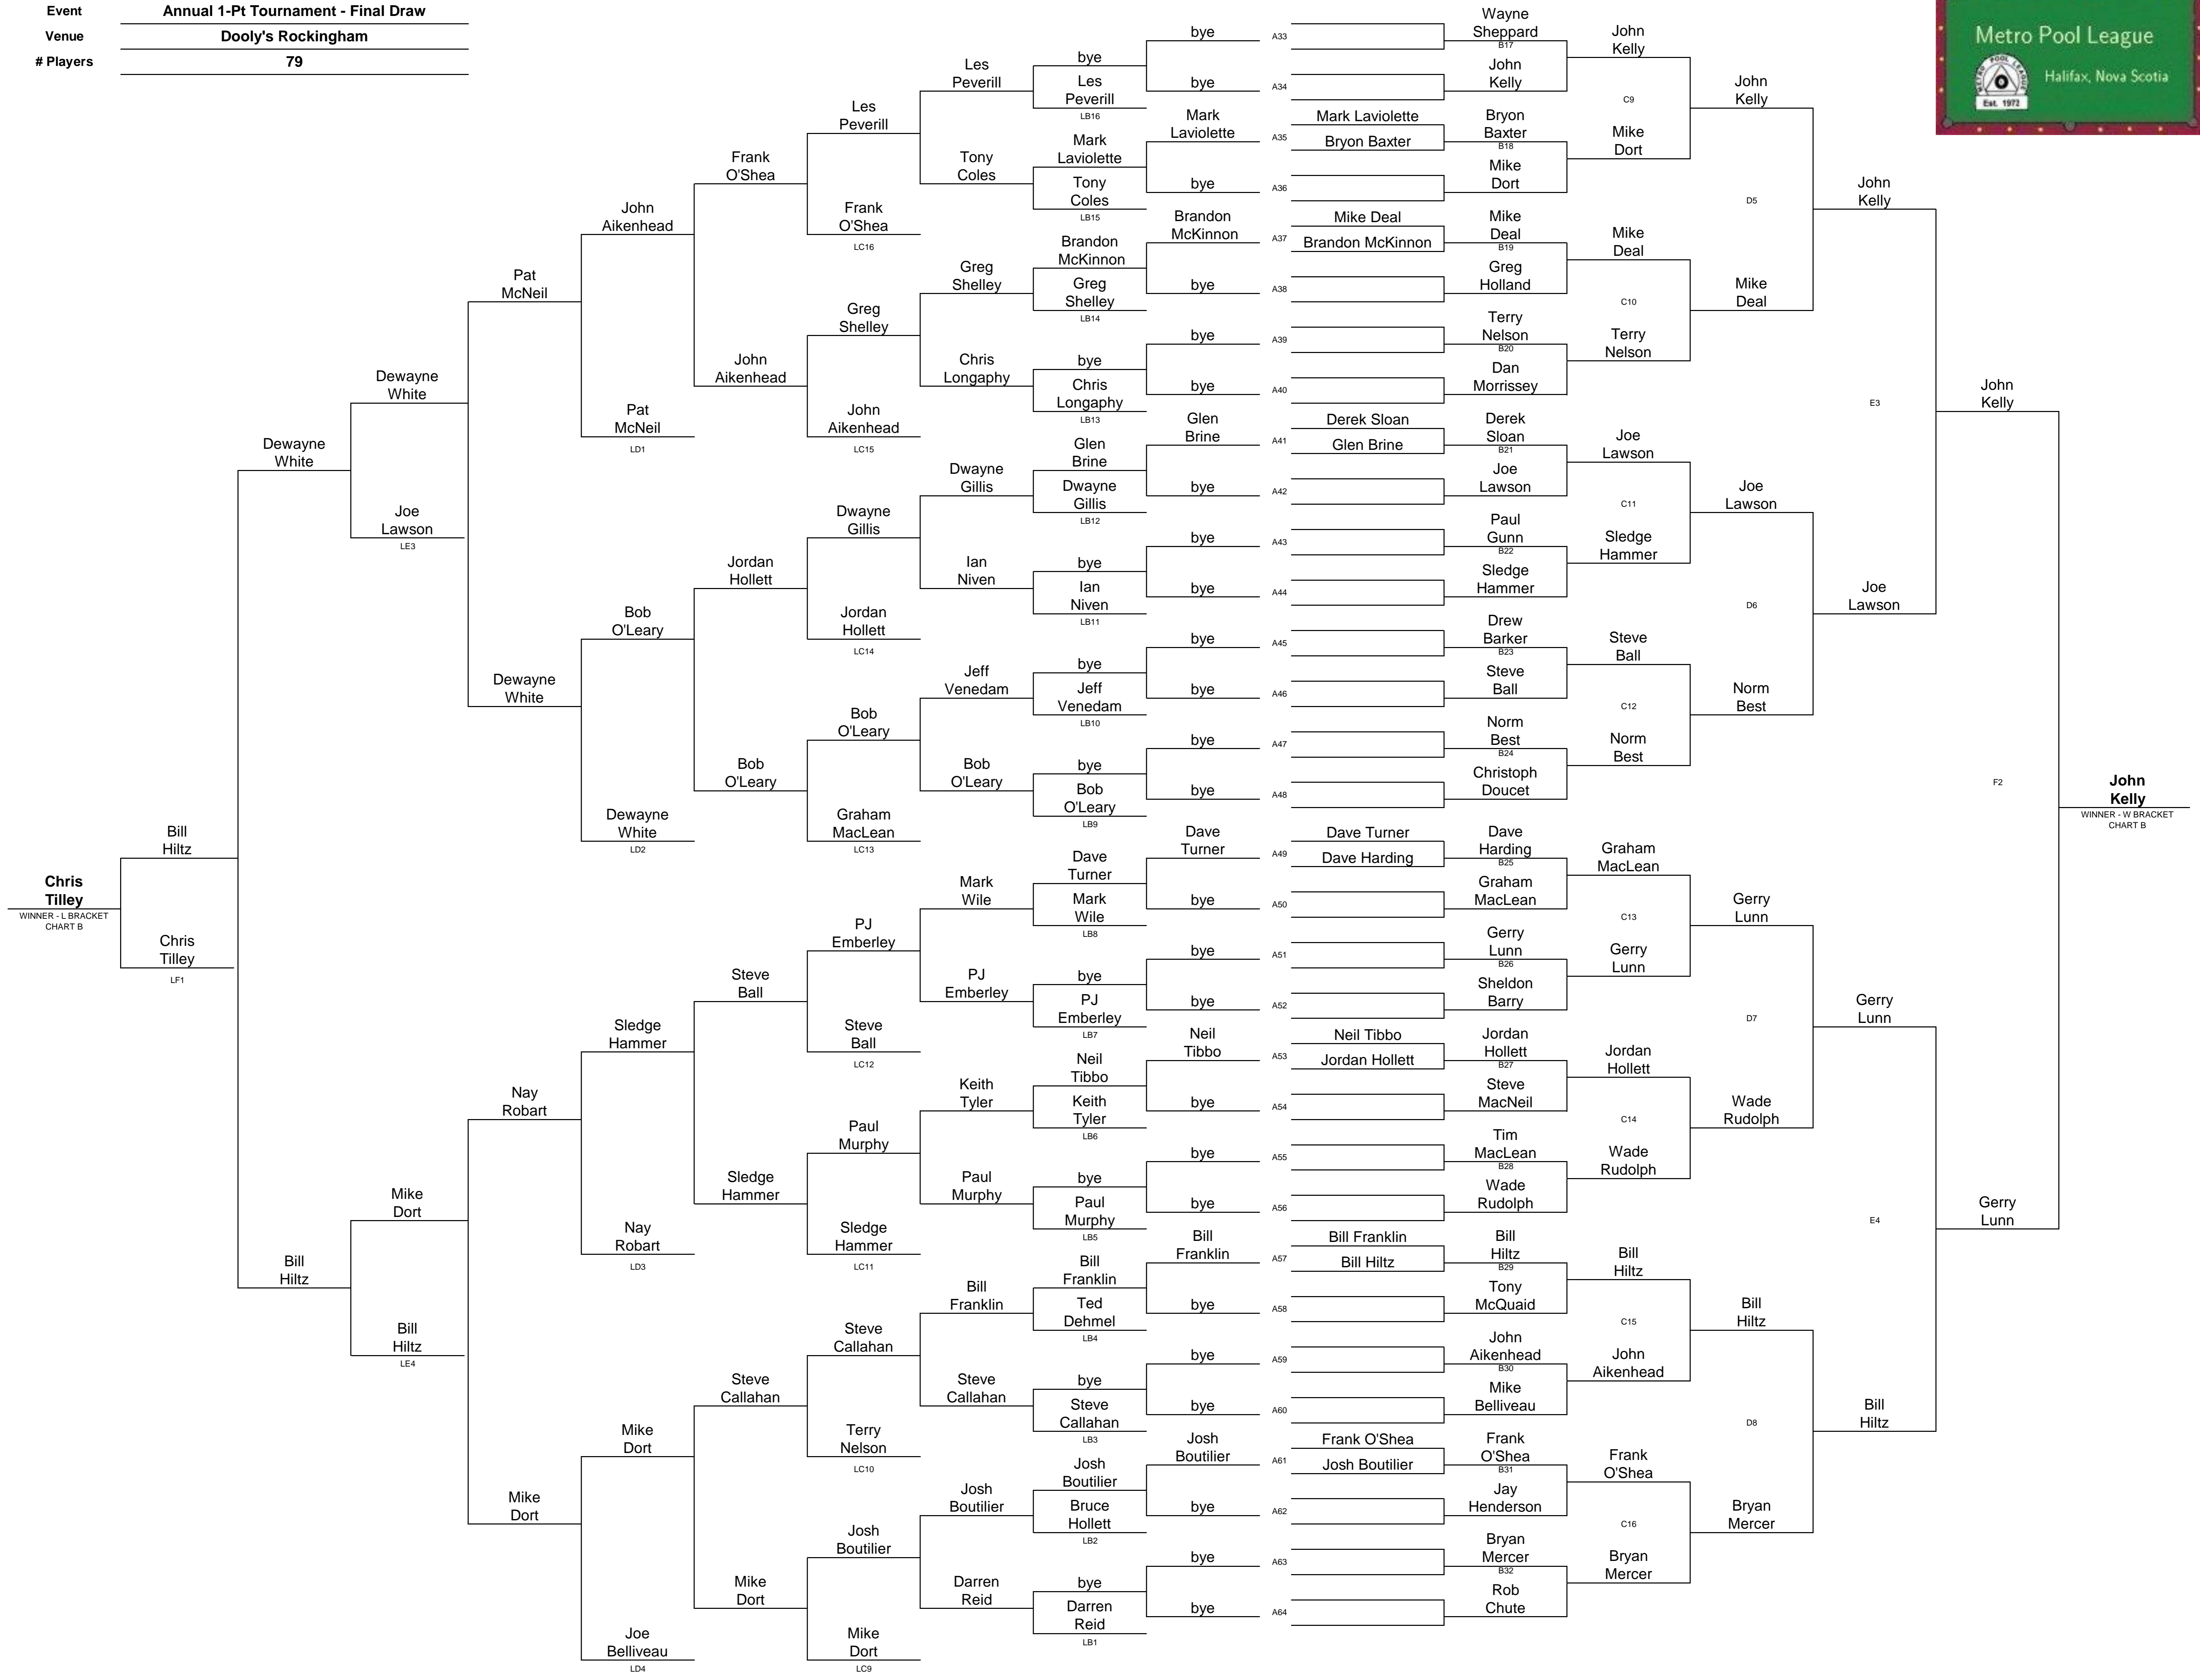 Event
Annual 1-Pt Tournament - Final Draw
Venue
Dooly's Rockingham
# Players
79
Metro Pool League
Halifax, Nova Scotia
METRO POOL LEAGUE
Est. 1972
Chris
Tilley
WINNER - L BRACKET
CHART B
Bill
Hiltz
Chris
Tilley
LF1
Dewayne
White
Bill
Hiltz
Dewayne
White
Joe
Lawson
LE3
Mike
Dort
Bill
Hiltz
LE4
Pat
McNeil
Dewayne
White
Nay
Robart
Mike
Dort
John
Aikenhead
Pat
McNeil
LD1
Bob
O'Leary
Dewayne
White
LD2
Sledge
Hammer
Nay
Robart
LD3
Mike
Dort
Joe
Belliveau
LD4
Frank
O'Shea
John
Aikenhead
Jordan
Hollett
Bob
O'Leary
Steve
Ball
Sledge
Hammer
Steve
Callahan
Mike
Dort
Les
Peverill
Frank
O'Shea
LC16
Greg
Shelley
John
Aikenhead
LC15
Dwayne
Gillis
Jordan
Hollett
LC14
Bob
O'Leary
Graham
MacLean
LC13
PJ
Emberley
Steve
Ball
LC12
Paul
Murphy
Sledge
Hammer
LC11
Steve
Callahan
Terry
Nelson
LC10
Josh
Boutilier
Mike
Dort
LC9
Les
Peverill
Tony
Coles
Greg
Shelley
Chris
Longaphy
Dwayne
Gillis
Ian
Niven
Jeff
Venedam
Bob
O'Leary
Mark
Wile
PJ
Emberley
Keith
Tyler
Paul
Murphy
Bill
Franklin
Steve
Callahan
Josh
Boutilier
Darren
Reid
bye
Les
Peverill
LB16
Mark
Laviolette
Tony
Coles
LB15
Brandon
McKinnon
Greg
Shelley
LB14
bye
Chris
Longaphy
LB13
Glen
Brine
Dwayne
Gillis
LB12
bye
Ian
Niven
LB11
bye
Jeff
Venedam
LB10
bye
Bob
O'Leary
LB9
Dave
Turner
Mark
Wile
LB8
bye
PJ
Emberley
LB7
Neil
Tibbo
Keith
Tyler
LB6
bye
Paul
Murphy
LB5
Bill
Franklin
Ted
Dehmel
LB4
bye
Steve
Callahan
LB3
Josh
Boutilier
Bruce
Hollett
LB2
bye
Darren
Reid
LB1
bye
A33
bye
A34
Mark
Laviolette
A35
Mark Laviolette
Bryon Baxter
bye
A36
Brandon
McKinnon
A37
Mike Deal
Brandon McKinnon
bye
A38
bye
A39
bye
A40
Glen
Brine
A41
Derek Sloan
Glen Brine
bye
A42
bye
A43
bye
A44
bye
A45
bye
A46
bye
A47
bye
A48
Dave
Turner
A49
Dave Turner
Dave Harding
bye
A50
bye
A51
bye
A52
Neil
Tibbo
A53
Neil Tibbo
Jordan Hollett
bye
A54
bye
A55
bye
A56
Bill
Franklin
A57
Bill Franklin
Bill Hiltz
bye
A58
bye
A59
bye
A60
Josh
Boutilier
A61
Frank O'Shea
Josh Boutilier
bye
A62
bye
A63
bye
A64
Wayne
Sheppard
B17
John
Kelly
Bryon
Baxter
B18
Mike
Dort
Mike
Deal
B19
Greg
Holland
Terry
Nelson
B20
Dan
Morrissey
Derek
Sloan
B21
Joe
Lawson
Paul
Gunn
B22
Sledge
Hammer
Drew
Barker
B23
Steve
Ball
Norm
Best
B24
Christoph
Doucet
Dave
Harding
B25
Graham
MacLean
Gerry
Lunn
B26
Sheldon
Barry
Jordan
Hollett
B27
Steve
MacNeil
Tim
MacLean
B28
Wade
Rudolph
Bill
Hiltz
B29
Tony
McQuaid
John
Aikenhead
B30
Mike
Belliveau
Frank
O'Shea
B31
Jay
Henderson
Bryan
Mercer
B32
Rob
Chute
John
Kelly
C9
Mike
Dort
Mike
Deal
C10
Terry
Nelson
Joe
Lawson
C11
Sledge
Hammer
Steve
Ball
C12
Norm
Best
Graham
MacLean
C13
Gerry
Lunn
Jordan
Hollett
C14
Wade
Rudolph
Bill
Hiltz
C15
John
Aikenhead
Frank
O'Shea
C16
Bryan
Mercer
John
Kelly
D5
Mike
Deal
Joe
Lawson
D6
Norm
Best
Gerry
Lunn
D7
Wade
Rudolph
Bill
Hiltz
D8
Bryan
Mercer
John
Kelly
E3
Joe
Lawson
Gerry
Lunn
E4
Bill
Hiltz
John
Kelly
F2
Gerry
Lunn
John
Kelly
WINNER - W BRACKET
CHART B